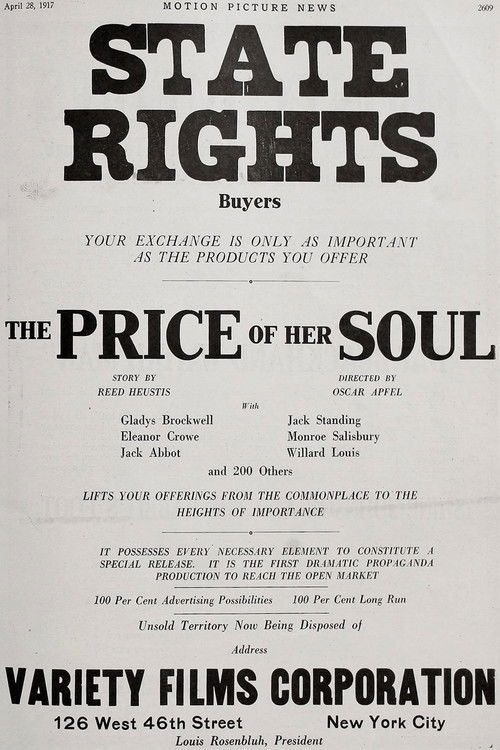 April 28, 1917 MOTION PICTURE NEWS 2609
STATE
RIGHTS
Buyers
YOUR EXCHANGE IS ONLY AS IMPORTANT
AS THE PRODUCTS YOU OFFER
THE PRICE OF HER SOUL
STORY BY DIRECTED BY
REED HEUSTIS OSCAR APFEL
With
Gladys Brockwell Jack Standing
Eleanor Crowe Monroe Salisbury
Jack Abbot Willard Louis
and 200 Others
LIFTS YOUR OFFERINGS FROM THE COMMONPLACE TO THE
HEIGHTS OF IMPORTANCE
IT POSSESSES EVERY NECESSARY ELEMENT TO CONSTITUTE A
SPECIAL RELEASE. IT IS THE FIRST DRAMATIC PROPAGANDA
PRODUCTION TO REACH THE OPEN MARKET
100 Per Cent Advertising Possibilities 100 Per Cent Long Run
Unsold Territory Now Being Disposed of
Address
VARIETY FILMS CORPORATION
126 West 46th Street New York City
Louis Rosenbluh, President